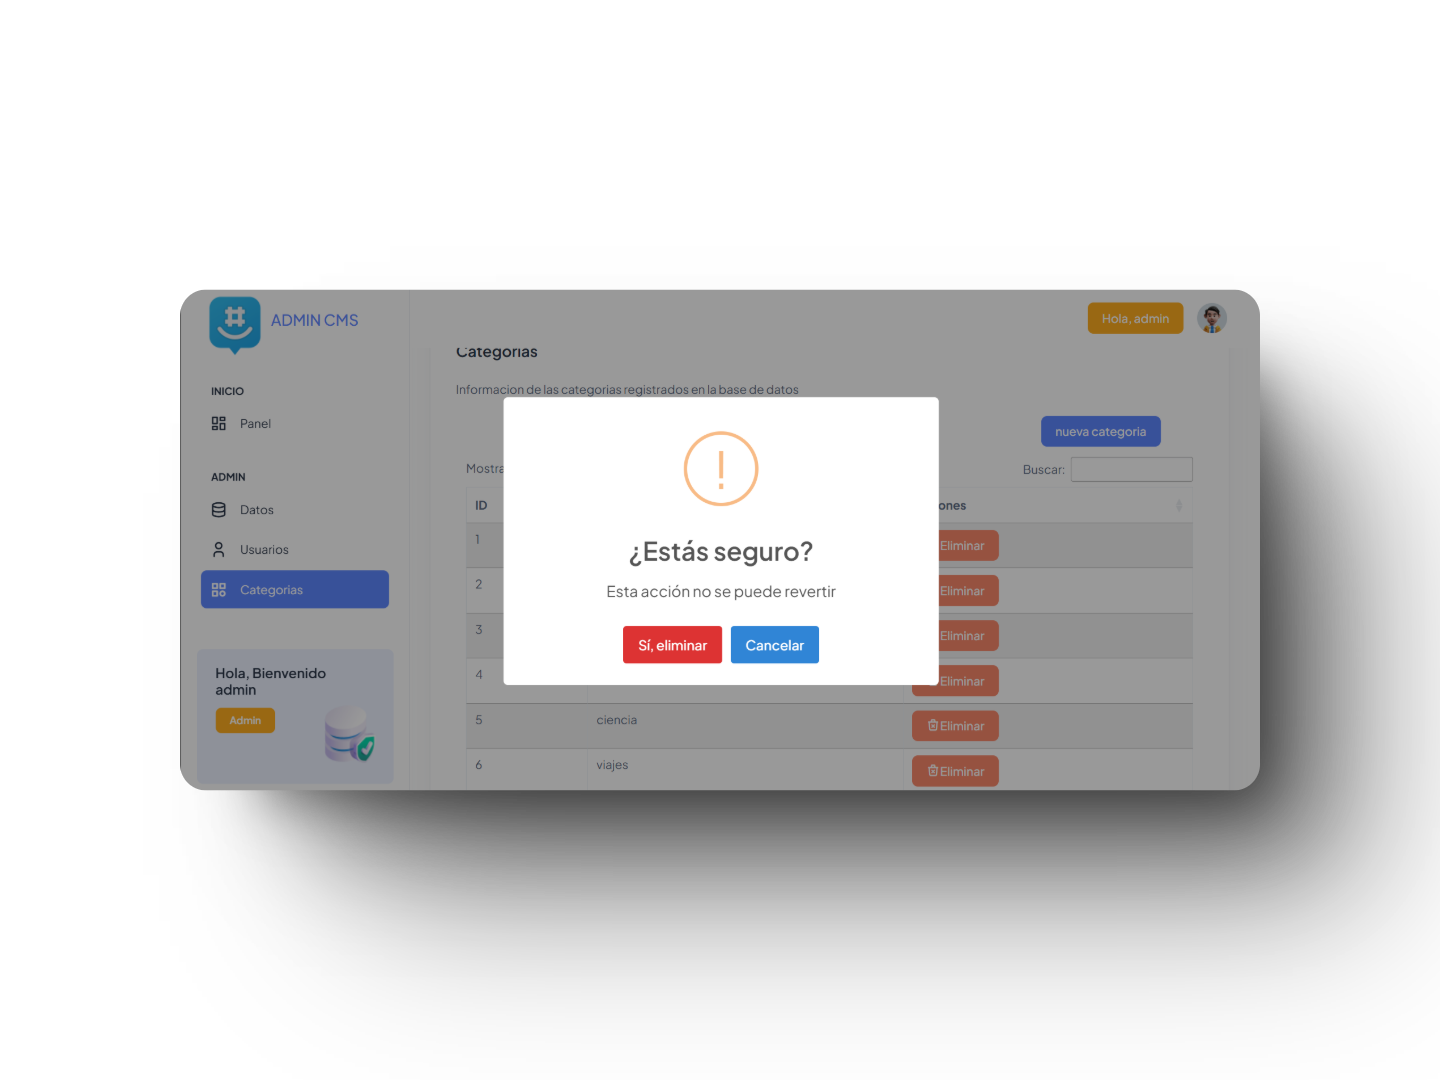 ADMIN CMS
Hola, admin
INICIO
Panel
ADMIN
Datos
Usuarios
Categorias
Hola, Bienvenido
admin
Admin
Categorias
Informacion de las categorias registrados en la base de datos
nueva categoria
Mostra
Buscar:
ID
ones
1
Eliminar
2
Eliminar
3
Eliminar
4
Eliminar
5 ciencia Eliminar
6 viajes Eliminar
¿Estás seguro?
Esta acción no se puede revertir
Sí, eliminar
Cancelar